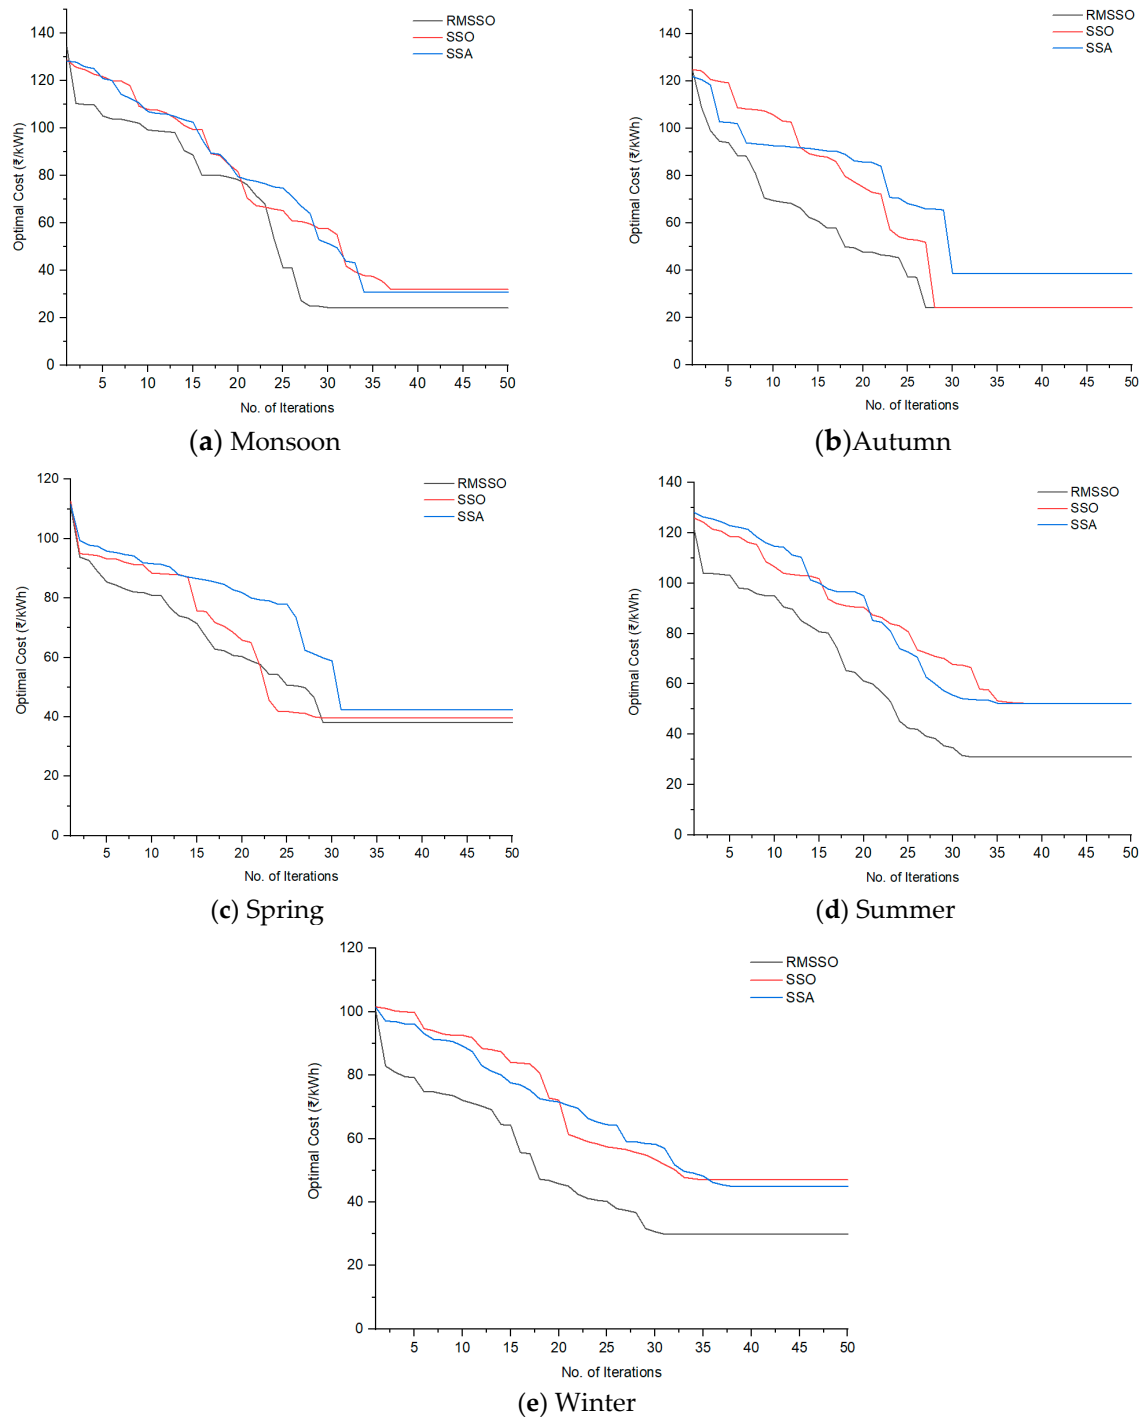 RMSSO
SSO
SSA
140
120
100
80
60
40
20
0
Optimal Cost (₹/kWh)
5 10 15 20 25 30 35 40 45 50
No. of Iterations
(a) Monsoon
RMSSO
SSO
SSA
140
120
100
80
60
40
20
0
Optimal Cost (₹/kWh)
5 10 15 20 25 30 35 40 45 50
No. of Iterations
(b)Autumn
RMSSO
SSO
SSA
120
100
80
60
40
20
0
Optimal Cost (₹/kWh)
5 10 15 20 25 30 35 40 45 50
No. of Iterations
(c) Spring
RMSSO
SSO
SSA
140
120
100
80
60
40
20
0
Optimal Cost (₹/kWh)
5 10 15 20 25 30 35 40 45 50
No. of Iterations
(d) Summer
RMSSO
SSO
SSA
120
100
80
60
40
20
0
Optimal Cost (₹/kWh)
5 10 15 20 25 30 35 40 45 50
No. of Iterations
(e) Winter